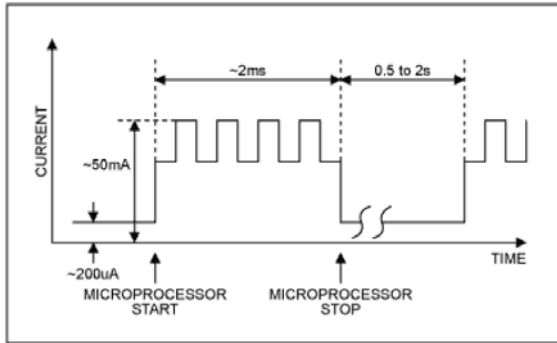 ~2ms
0.5 to 2s
CURRENT
~50mA
TIME
~200uA
MICROPROCESSOR
START
MICROPROCESSOR
STOP